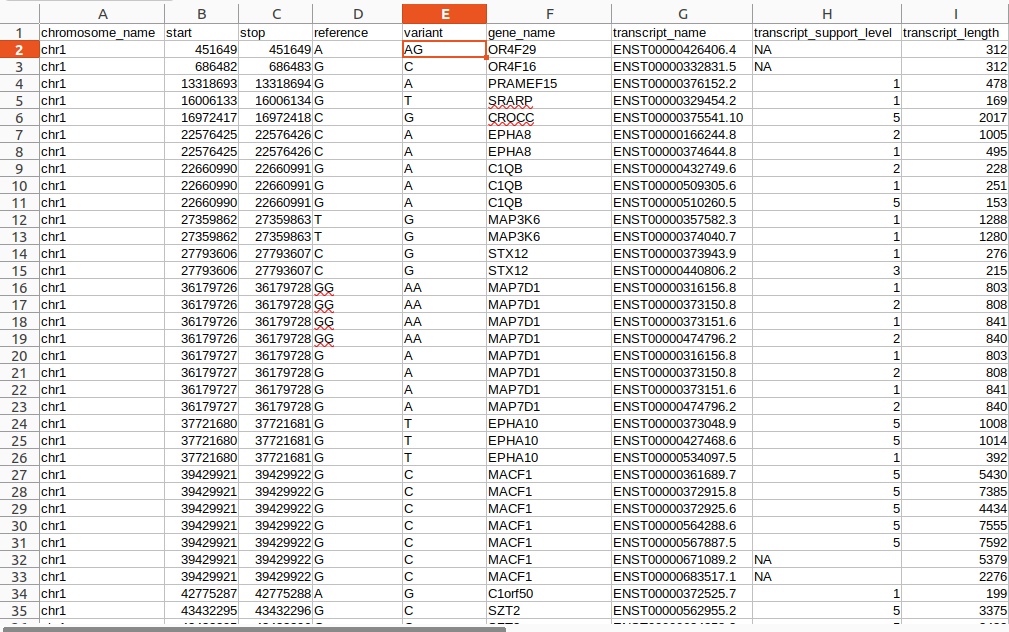 A B C D E F G H I
1 chromosome_name start stop reference variant gene_name transcript_name transcript_support_level transcript_length
2 chr1 451649 451649 A AG OR4F29 ENST00000426406.4 NA 312
3 chr1 686482 686483 G C OR4F16 ENST00000332831.5 NA 312
4 chr1 13318693 13318694 G A PRAMEF15 ENST00000376152.2 1 478
5 chr1 16006133 16006134 G T SRARP ENST00000329454.2 1 169
6 chr1 16972417 16972418 C G CROCC ENST00000375541.10 5 2017
7 chr1 22576425 22576426 C A EPHA8 ENST00000166244.8 2 1005
8 chr1 22576425 22576426 C A EPHA8 ENST00000374644.8 1 495
9 chr1 22660990 22660991 G A C1QB ENST00000432749.6 2 228
10 chr1 22660990 22660991 G A C1QB ENST00000509305.6 1 251
11 chr1 22660990 22660991 G A C1QB ENST00000510260.5 5 153
12 chr1 27359862 27359863 T G MAP3K6 ENST00000357582.3 1 1288
13 chr1 27359862 27359863 T G MAP3K6 ENST00000374040.7 1 1280
14 chr1 27793606 27793607 C G STX12 ENST00000373943.9 1 276
15 chr1 27793606 27793607 C G STX12 ENST00000440806.2 3 215
16 chr1 36179726 36179728 GG AA MAP7D1 ENST00000316156.8 1 803
17 chr1 36179726 36179728 GG AA MAP7D1 ENST00000373150.8 2 808
18 chr1 36179726 36179728 GG AA MAP7D1 ENST00000373151.6 1 841
19 chr1 36179726 36179728 GG AA MAP7D1 ENST00000474796.2 2 840
20 chr1 36179727 36179728 G A MAP7D1 ENST00000316156.8 1 803
21 chr1 36179727 36179728 G A MAP7D1 ENST00000373150.8 2 808
22 chr1 36179727 36179728 G A MAP7D1 ENST00000373151.6 1 841
23 chr1 36179727 36179728 G A MAP7D1 ENST00000474796.2 2 840
24 chr1 37721680 37721681 G T EPHA10 ENST00000373048.9 5 1008
25 chr1 37721680 37721681 G T EPHA10 ENST00000427468.6 5 1014
26 chr1 37721680 37721681 G T EPHA10 ENST00000534097.5 1 392
27 chr1 39429921 39429922 G C MACF1 ENST00000361689.7 5 5430
28 chr1 39429921 39429922 G C MACF1 ENST00000372915.8 5 7385
29 chr1 39429921 39429922 G C MACF1 ENST00000372925.6 5 4434
30 chr1 39429921 39429922 G C MACF1 ENST00000564288.6 5 7555
31 chr1 39429921 39429922 G C MACF1 ENST00000567887.5 5 7592
32 chr1 39429921 39429922 G C MACF1 ENST00000671089.2 NA 5379
33 chr1 39429921 39429922 G C MACF1 ENST00000683517.1 NA 2276
34 chr1 42775287 42775288 A G C1orf50 ENST00000372525.7 1 199
35 chr1 43432295 43432296 G C SZT2 ENST00000562955.2 5 3375